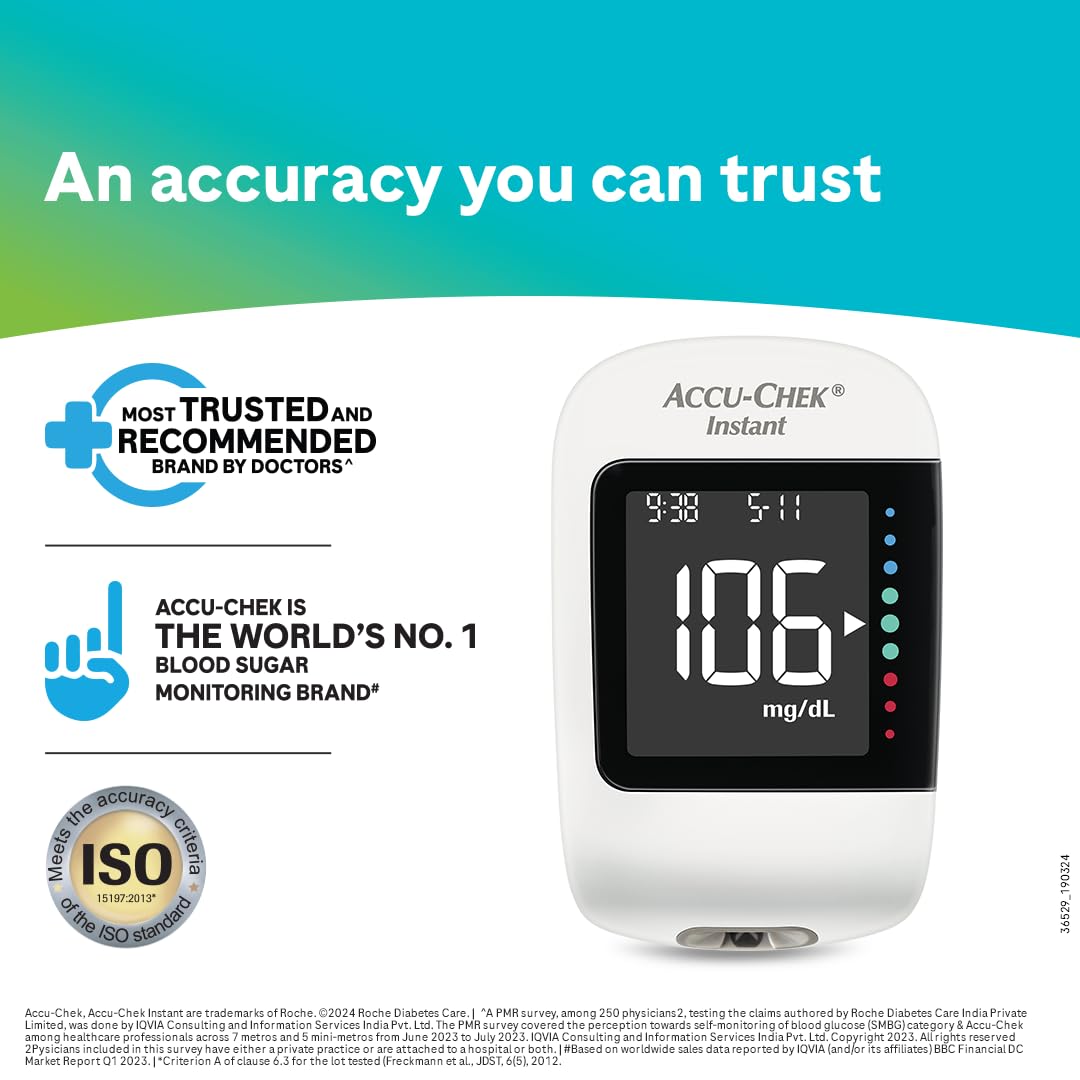 An accuracy you can trust
MOST TRUSTED AND
RECOMMENDED
BRAND BY DOCTORS^
ACCU-CHEK IS
THE WORLD'S NO. 1
BLOOD SUGAR
MONITORING BRAND#
Meets the accuracy criteria
ISO
15197:2013*
of the ISO standard
ACCU-CHEK®
Instant
9:38 5-11
106
mg/dL
36529_190324
Accu-Chek, Accu-Chek Instant are trademarks of Roche. ©2024 Roche Diabetes Care. | ^A PMR survey, among 250 physicians2, testing the claims authored by Roche Diabetes Care India Private
Limited, was done by IQVIA Consulting and Information Services India Pvt. Ltd. The PMR survey covered the perception towards self-monitoring of blood glucose (SMBG) category & Accu-Chek
among healthcare professionals across 7 metros and 5 mini-metros from June 2023 to July 2023. IQVIA Consulting and Information Services India Pvt. Ltd. Copyright 2023. All rights reserved
2Pysicians included in this survey have either a private practice or are attached to a hospital or both. | #Based on worldwide sales data reported by IQVIA (and/or its affiliates) BBC Financial DC
Market Report Q1 2023. | *Criterion A of clause 6.3 for the lot tested (Freckmann et al., JDST, 6(5), 2012.